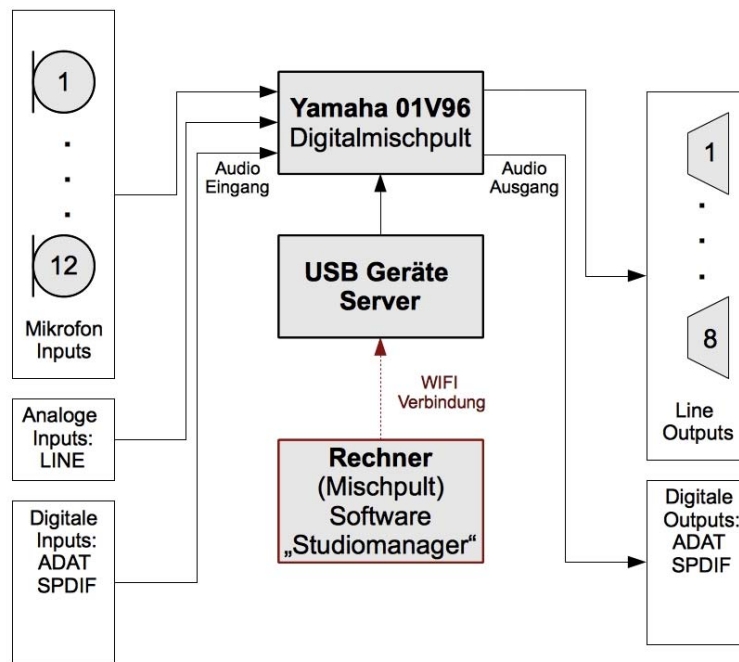 1
12
Mikrofon
Inputs
Analoge
Inputs:
LINE
Digitale
Inputs:
ADAT
SPDIF
Audio
Eingang
Yamaha 01V96
Digitalmischpult
Audio
Ausgang
USB Geräte
Server
WIFI
Verbindung
Rechner
(Mischpult)
Software
„Studiomanager“
1
8
Line
Outputs
Digitale
Outputs:
ADAT
SPDIF